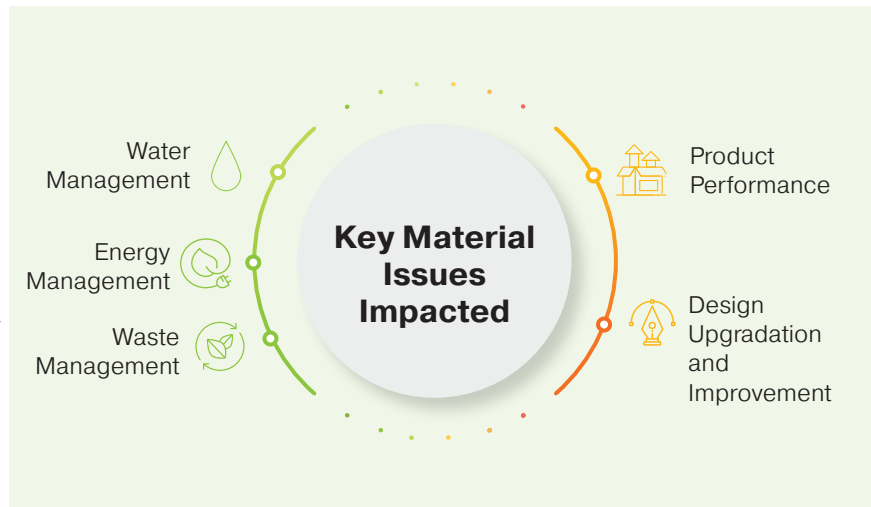 Water
Management
Energy
Management
Waste
Management
Key Material
Issues
Impacted
Product
Performance
Design
Upgradation
and
Improvement